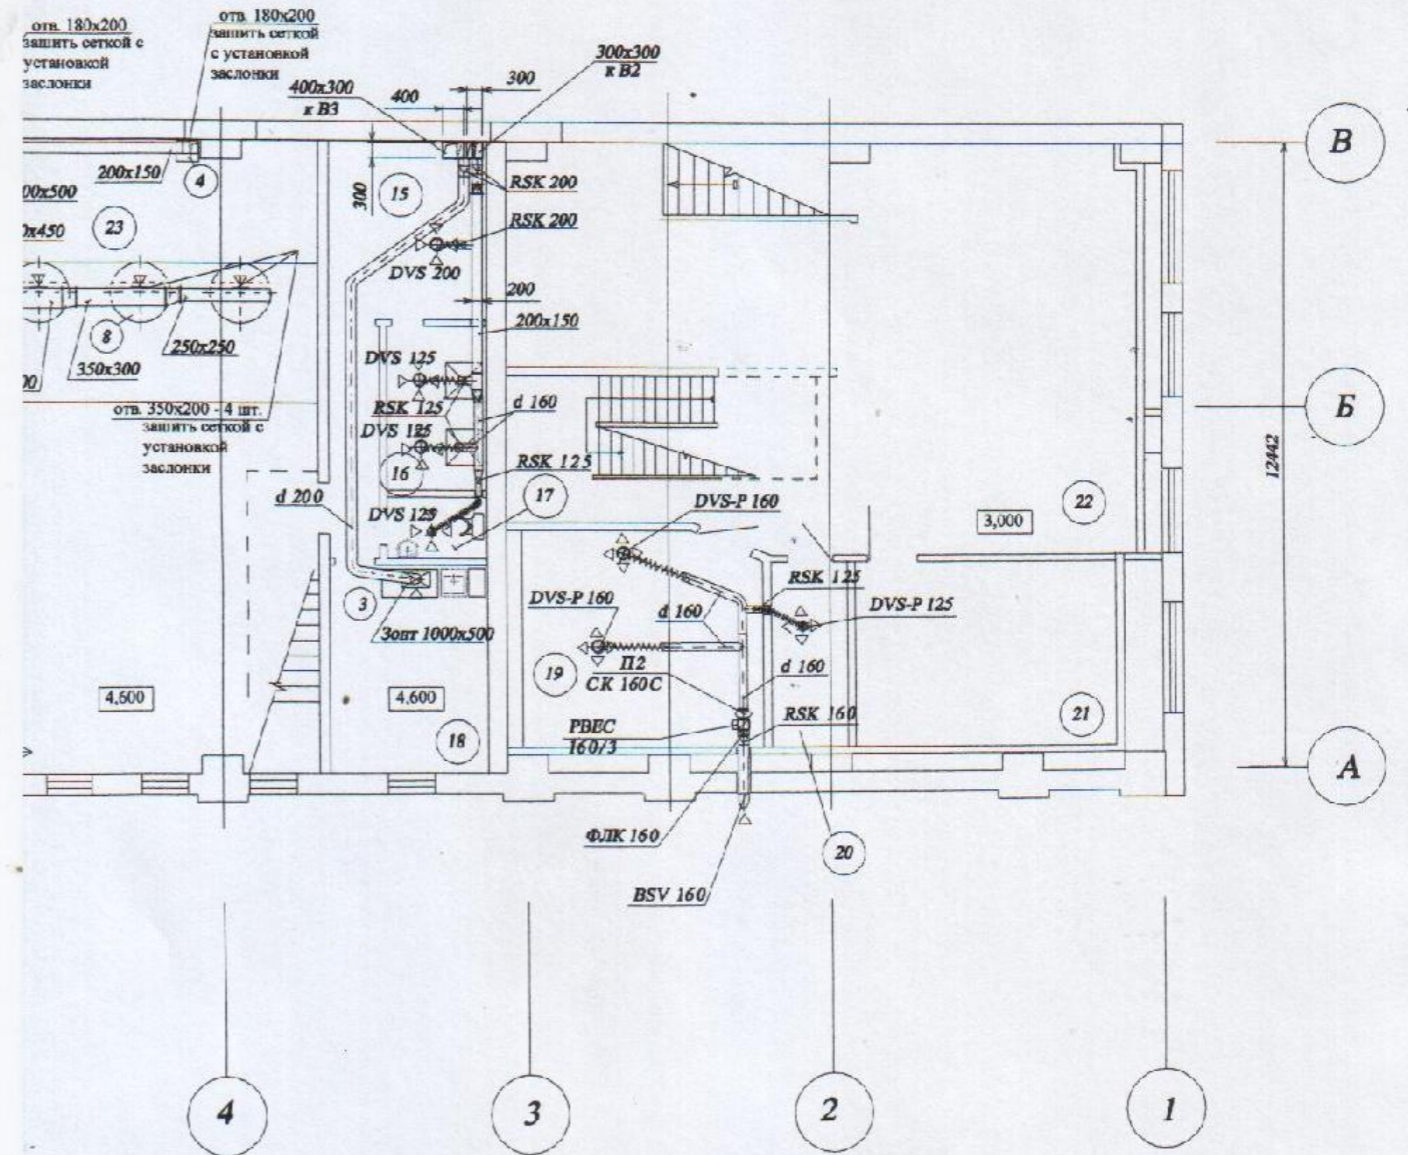 отв. 180х200
зашить сеткой с
установкой
заслонки
отв. 180х200
зашить сеткой
с установкой
заслонки
400х300
к В3
400
300
300х300
к В2
200х150
4
15
300
RSK 200
RSK 200
DVS 200
23
200
200х150
8
250х250
350х300
DVS 125
RSK 125
d 160
DVS 125
отв. 350х200 - 4 шт.
зашить сеткой с
установкой
заслонки
16
RSK 125
17
d 200
DVS 125
DVS-P 160
3,000
22
3
Зонт 1000х500
DVS-P 160
d 160
RSK 125
DVS-P 125
19
П2
СК 160С
d 160
4,600
4,600
18
РВЕС
160/3
RSK 160
21
ФЛК 160
20
BSV 160
В
Б
12442
А
4
3
2
1